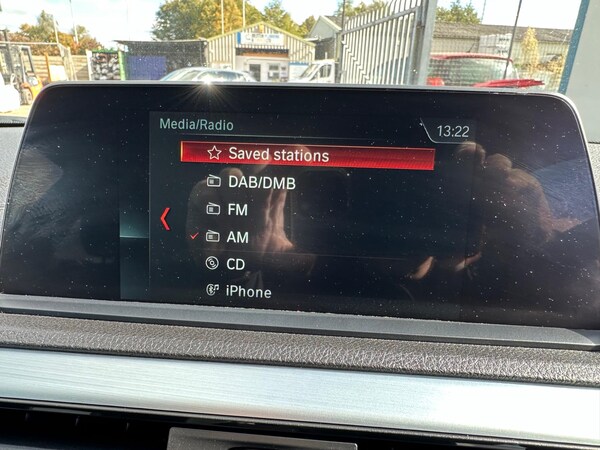 Media/Radio
13:22
Saved stations
DAB/DMB
FM
AM
CD
iPhone